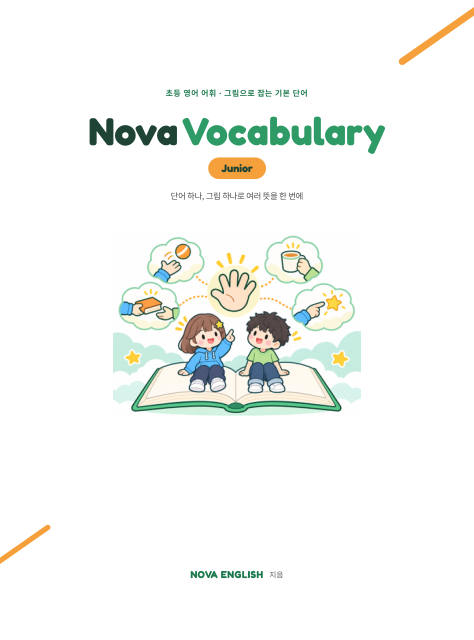 초등 영어 어휘 · 그림으로 잡는 기본 단어
Nova Vocabulary
Junior
단어 하나, 그림 하나로 여러 뜻을 한 번에
NOVA ENGLISH 지음